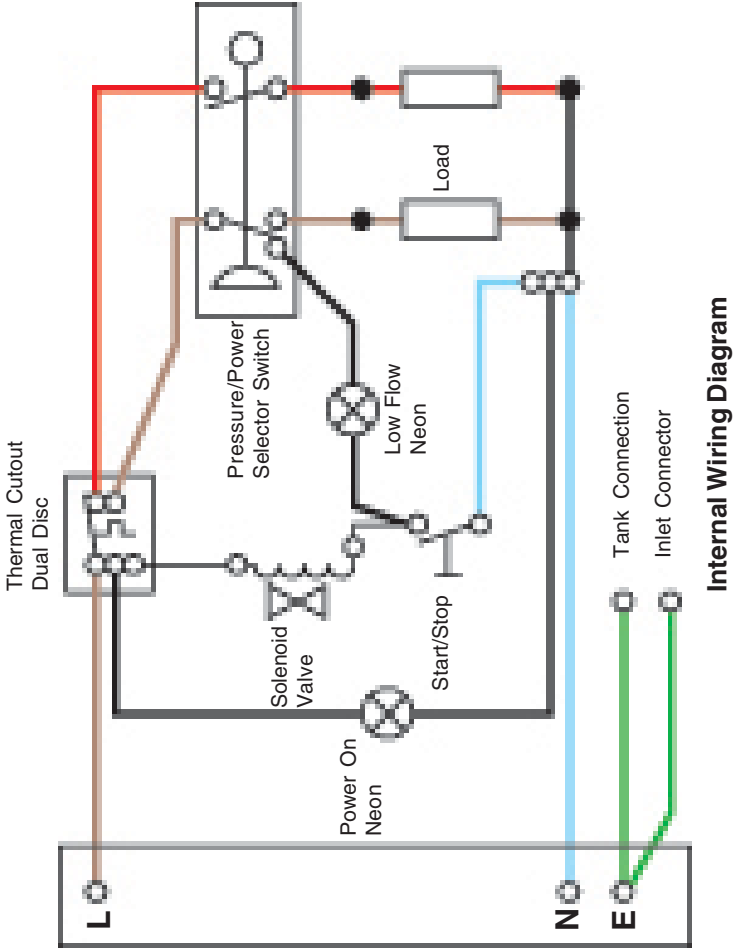 Thermal Cutout
Dual Disc
Pressure/Power
Selector Switch
Load
Low Flow
Neon
Solenoid
Valve
Start/Stop
Power On
Neon
L
N
E
Tank Connection
Inlet Connector
Internal Wiring Diagram